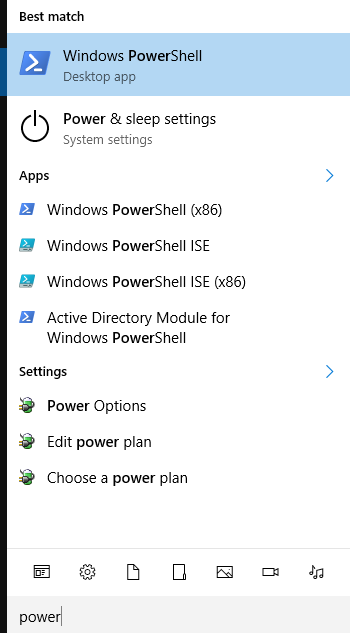 Best match
Windows PowerShell
Desktop app
Power & sleep settings
System settings
Apps
Windows PowerShell (x86)
Windows PowerShell ISE
Windows PowerShell ISE (x86)
Active Directory Module for
Windows PowerShell
Settings
Power Options
Edit power plan
Choose a power plan
power